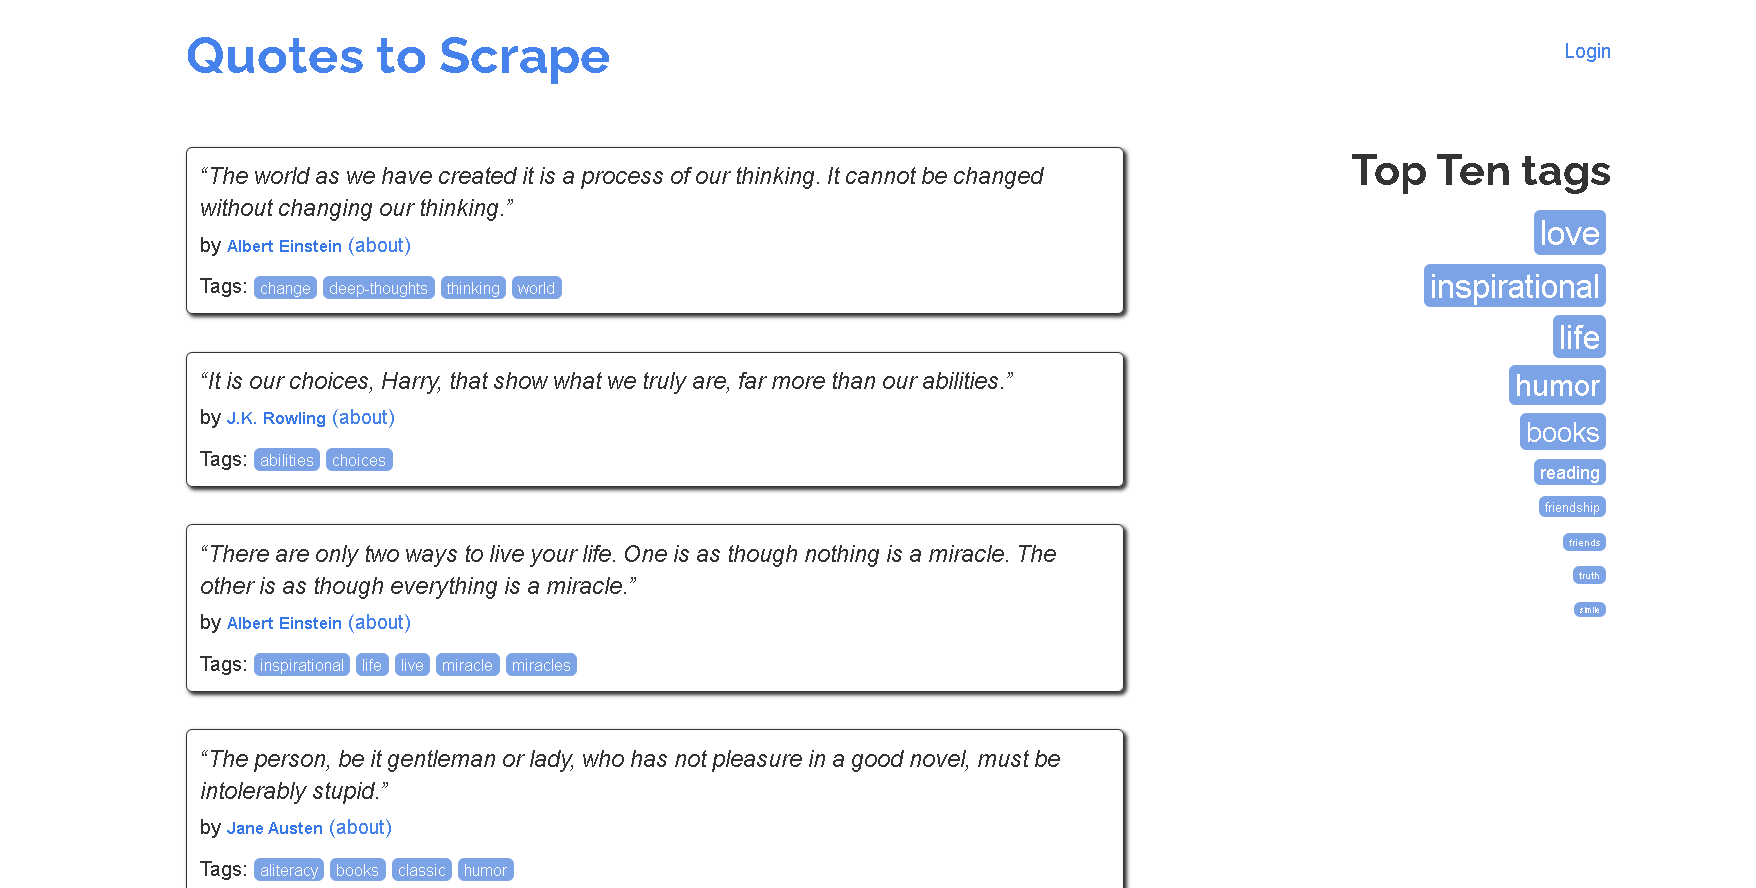 Quotes to Scrape
Login
“The world as we have created it is a process of our thinking. It cannot be changed
without changing our thinking.”
by Albert Einstein (about)
Tags: change deep-thoughts thinking world
“It is our choices, Harry, that show what we truly are, far more than our abilities.”
by J.K. Rowling (about)
Tags: abilities choices
“There are only two ways to live your life. One is as though nothing is a miracle. The
other is as though everything is a miracle.”
by Albert Einstein (about)
Tags: inspirational life live miracle miracles
“The person, be it gentleman or lady, who has not pleasure in a good novel, must be
intolerably stupid.”
by Jane Austen (about)
Tags: aliteracy books classic humor
Top Ten tags
love
inspirational
life
humor
books
reading
friendship
friends
truth
simile